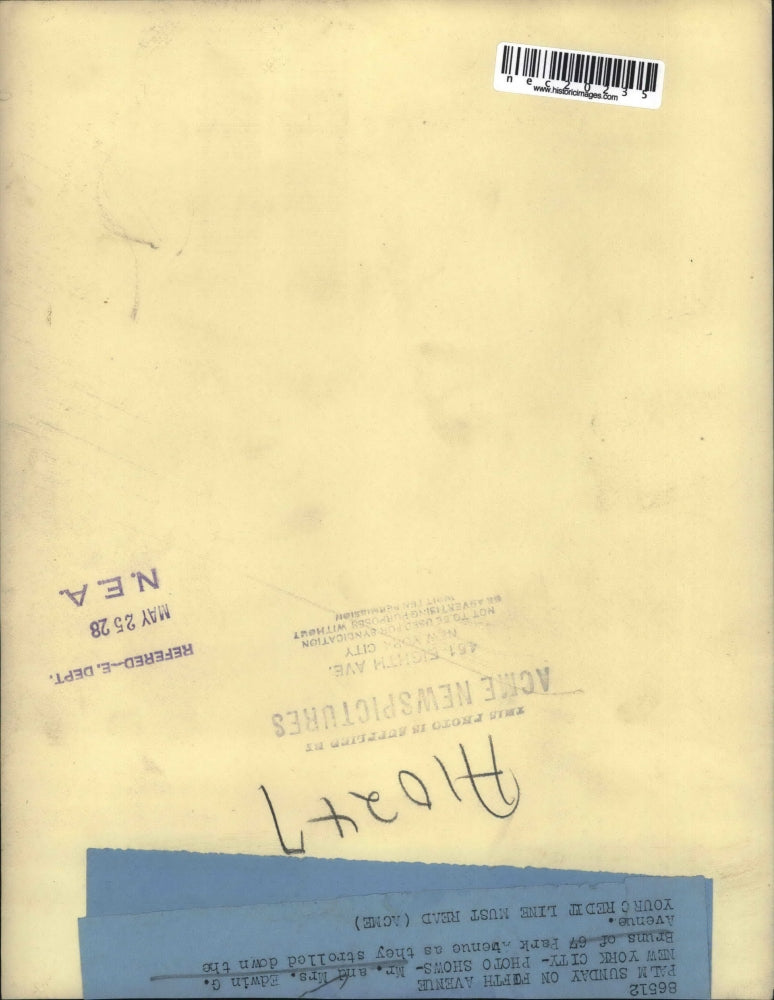 nec20235
www.historicimages.com
N.E.A
MAY 25 28
REFERED--E. DEPT.
THIS PHOTO IS SUPPLIED BY
ACME NEWSPICTURES
461 EIGHTH AVE.
NEW YORK CITY
NOT TO BE USED FOR SYNDICATION
OR ADVERTISING PURPOSES WITHOUT
WRITTEN PERMISSION
A10247
86512
PALM SUNDAY ON FIFTH AVENUE
NEW YORK CITY- PHOTO SHOWS- Mr. and Mrs. Edwin G.
Bruns of 67 Park Avenue as they strolled down the
Avenue.
YOUR CREDIT LINE MUST READ (ACME)